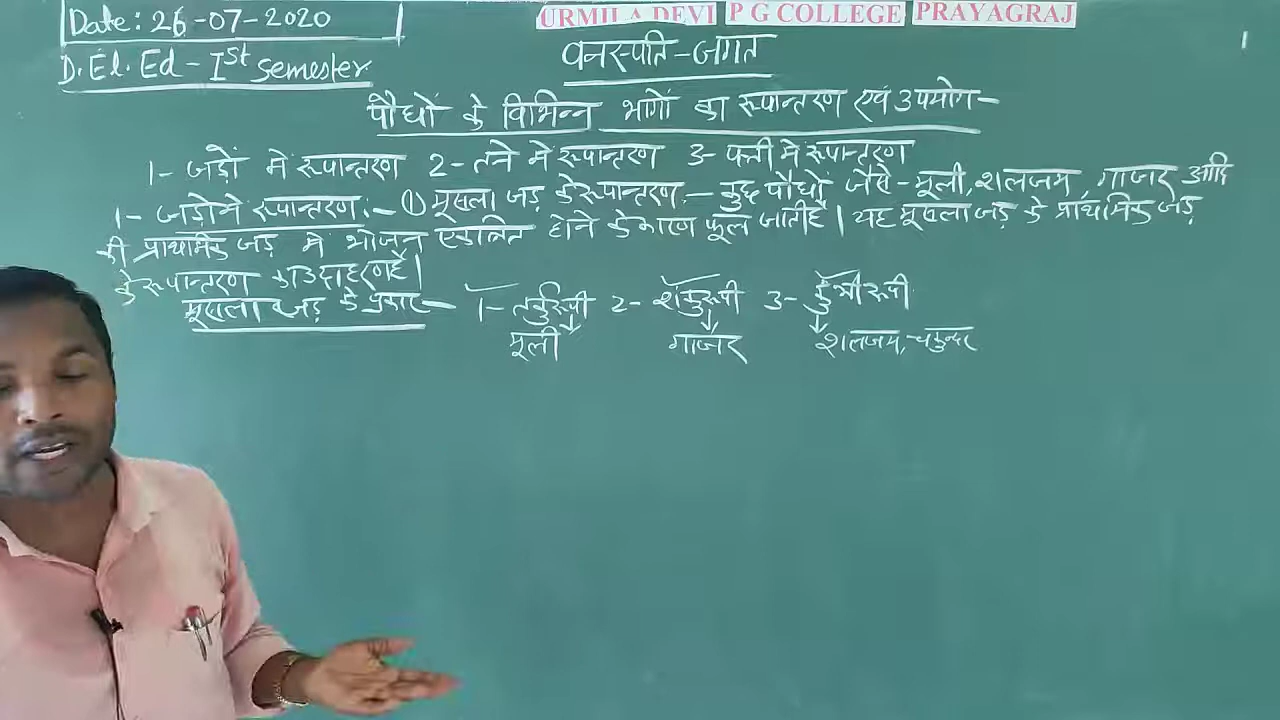 Date: 26-07-2020
URMILA DEVI P G COLLEGE PRAYAGRAJ
D.El.Ed - Ist semester
वनस्पति-जगत
पौधों के विभिन्न भागों का रूपान्तरण एवं उपयोग-
1- जड़ों में रूपान्तरण 2- तने में रूपान्तरण 3- पत्ती में रूपान्तरण
1- जड़ो मे रूपान्तरण:- ① मूसला जड़ के रूपान्तरण:- कुछ पौधों जैसे - मूली, शलजम, गाजर आदि
की प्राथमिक जड़ में भोजन एकत्रित होने के कारण फूल जाती है। यह मूसला जड़ के प्राथमिक जड़
के रूपान्तरण का उदाहरण है।
मूसला जड़ के प्रकार- 1- तर्कुरूपी 2- शंकुरूपी 3- कुंभीरूपी
मूली गाजर शलजम, चकुन्दर